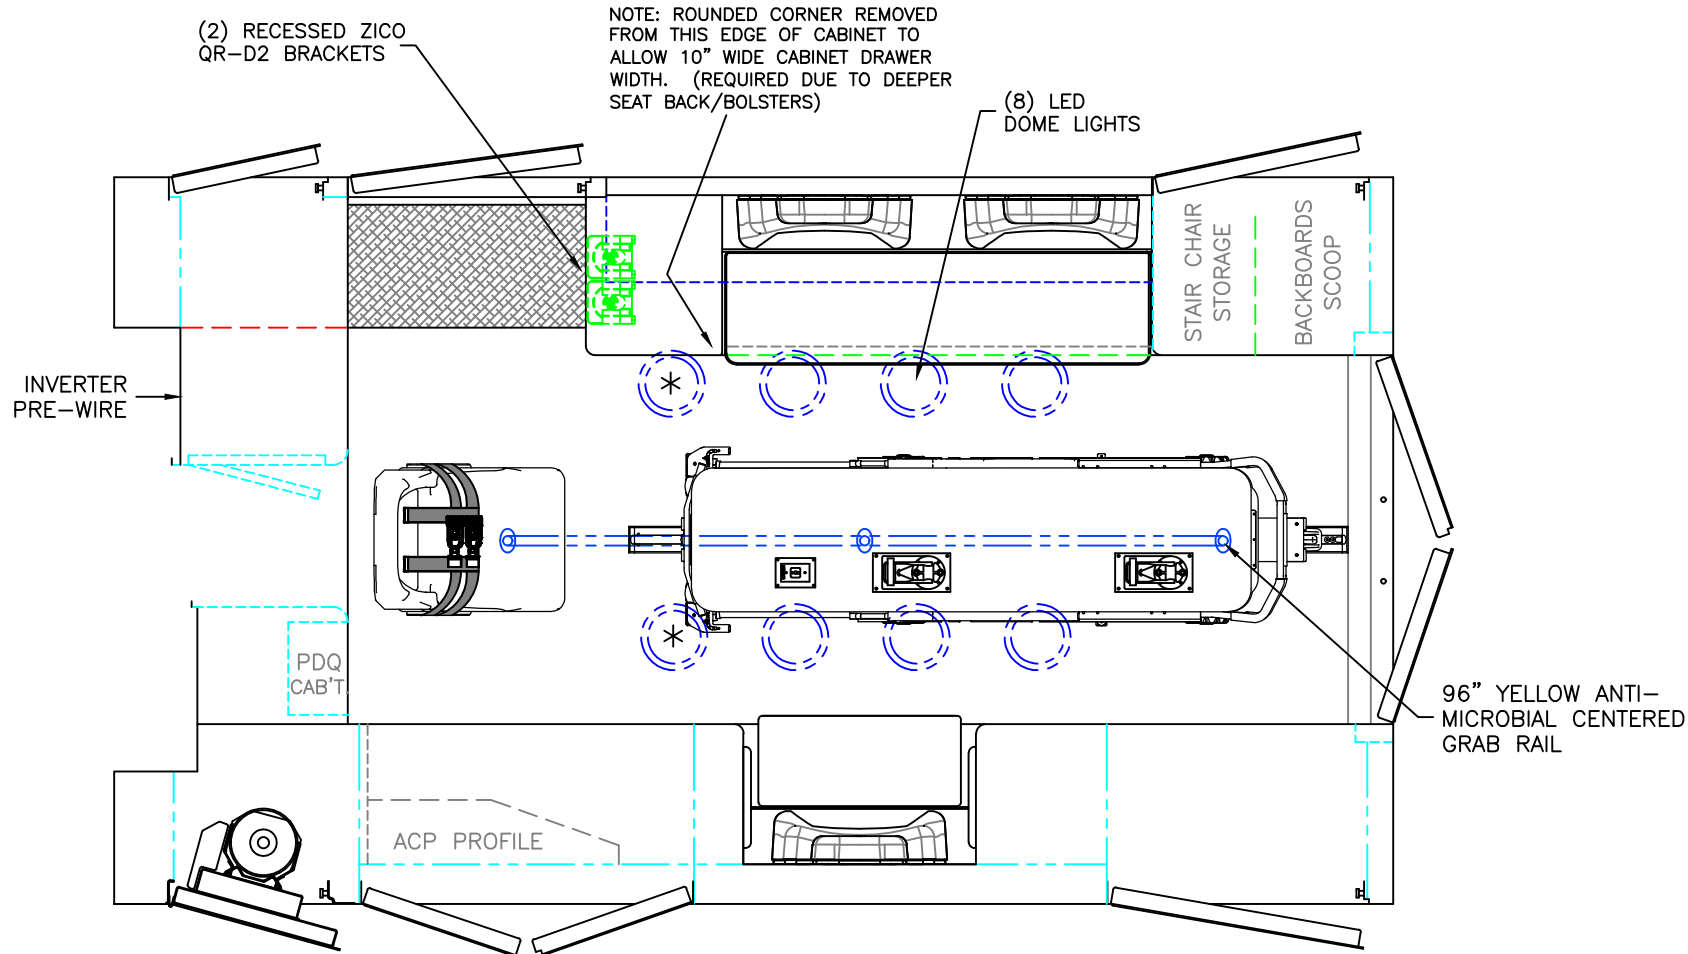 (2) RECESSED ZICO
QR-D2 BRACKETS
NOTE: ROUNDED CORNER REMOVED
FROM THIS EDGE OF CABINET TO
ALLOW 10" WIDE CABINET DRAWER
WIDTH. (REQUIRED DUE TO DEEPER
SEAT BACK/BOLSTERS)
(8) LED
DOME LIGHTS
STAIR CHAIR
STORAGE
BACKBOARDS
SCOOP
INVERTER
PRE-WIRE
PDQ
CAB'T.
96" YELLOW ANTI-
MICROBIAL CENTERED
GRAB RAIL
ACP PROFILE